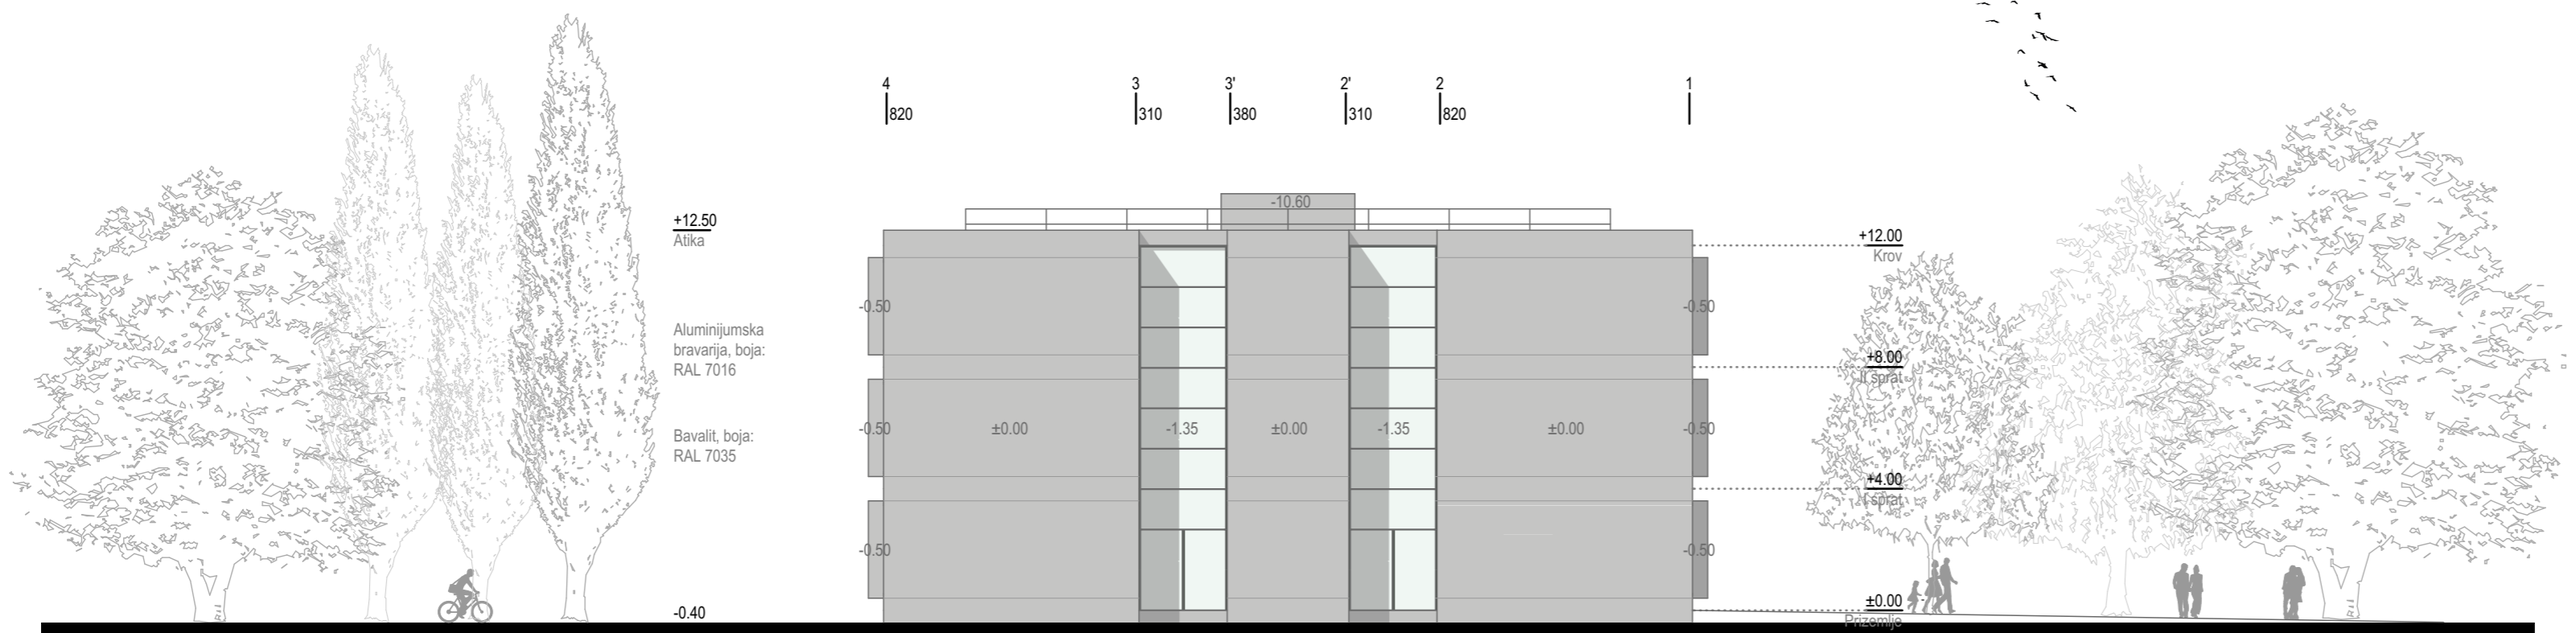 4 3 3' 2' 2 1
820 310 380 310 820
-10.60
+12.50
Atika
+12.00
Krov
-0.50 -0.50
Aluminijumska
bravarija, boja:
RAL 7016
+8.00
II sprat
-0.50 ±0.00 -1.35 ±0.00 -1.35 ±0.00 -0.50
Bavalit, boja:
RAL 7035
+4.00
I sprat
-0.50 -0.50
-0.40
±0.00
Prizemlje